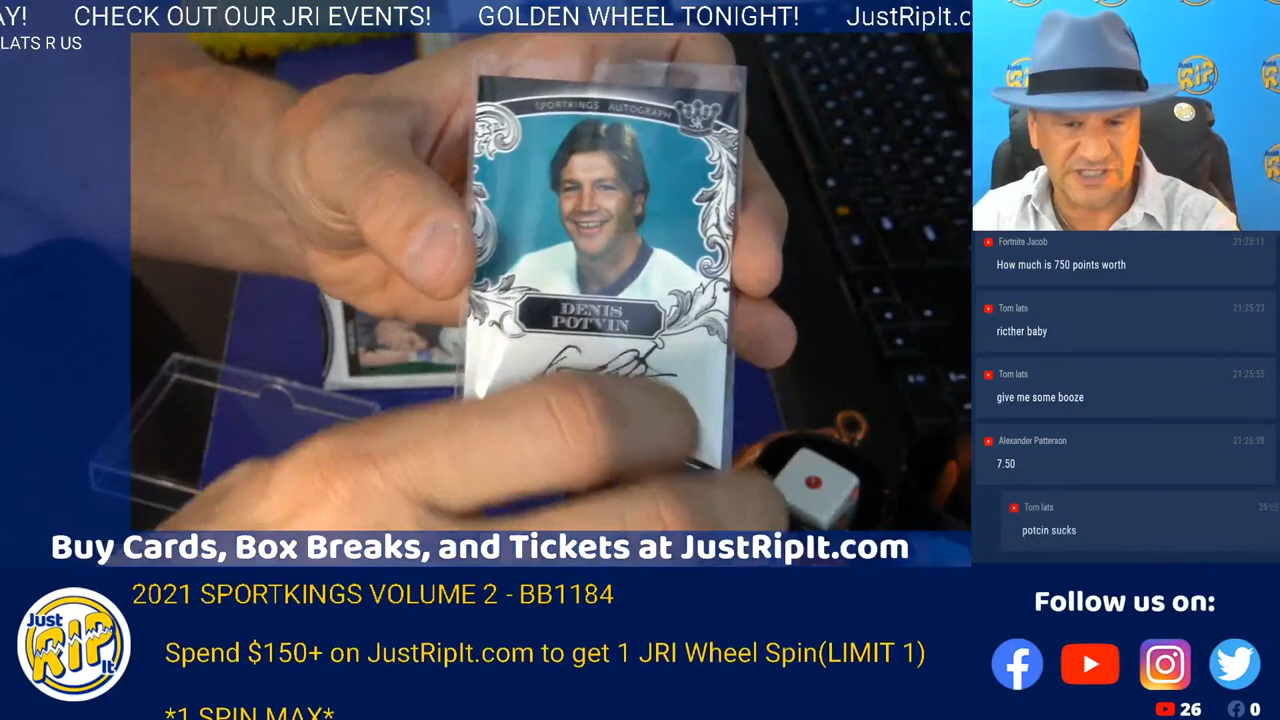 AY! CHECK OUT OUR JRI EVENTS! GOLDEN WHEEL TONIGHT! JustRipIt.c
LATS R US
SPORTKINGS AUTOGRAPH
SK
DENIS
POTVIN
Fortnite Jacob 21:25:11
How much is 750 points worth
Tom lats 21:25:23
ricther baby
Tom lats 21:25:55
give me some booze
Alexander Patterson 21:26:28
7.50
Tom lats
potcin sucks
Buy Cards, Box Breaks, and Tickets at JustRipIt.com
Just
RIP
It
2021 SPORTKINGS VOLUME 2 - BB1184
Spend $150+ on JustRipIt.com to get 1 JRI Wheel Spin(LIMIT 1)
*1 SPIN MAX*
Follow us on:
26 0